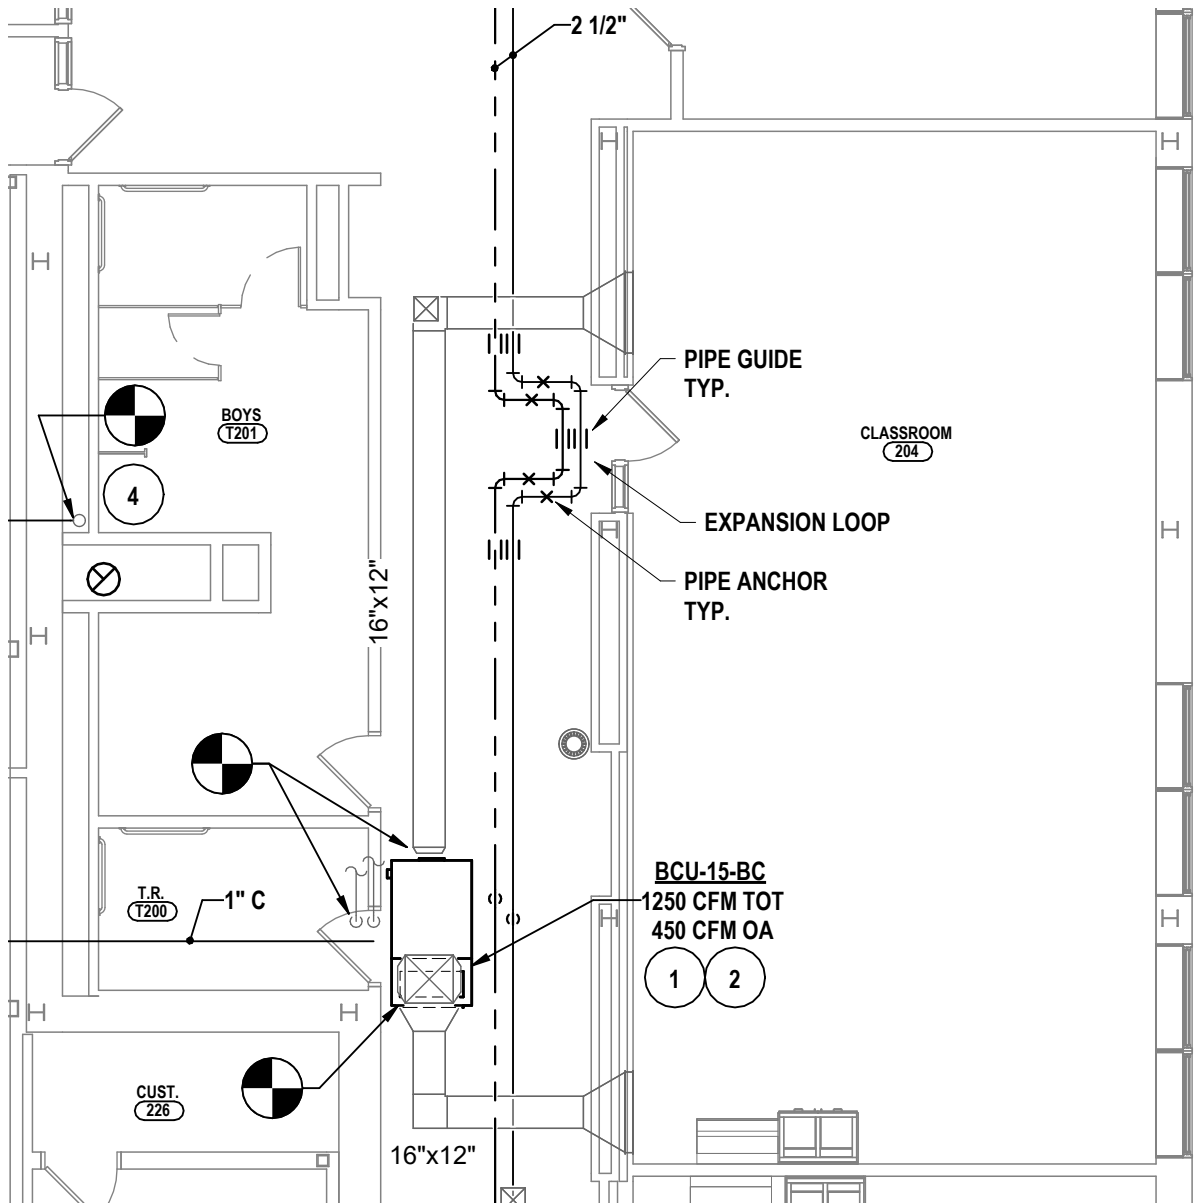 2 1/2"
PIPE GUIDE
TYP.
BOYS
T201
CLASSROOM
204
4
EXPANSION LOOP
PIPE ANCHOR
TYP.
16"x12"
BCU-15-BC
1250 CFM TOT
450 CFM OA
1
2
T.R.
T200
1" C
CUST.
226
16"x12"